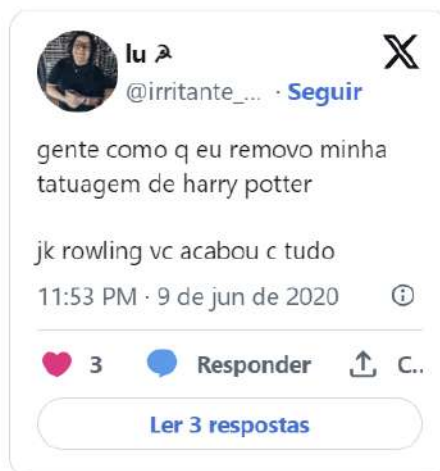 lu ☭
@irritante_... · Seguir
gente como q eu removo minha
tatuagem de harry potter
jk rowling vc acabou c tudo
11:53 PM · 9 de jun de 2020
3 Responder C..
Ler 3 respostas